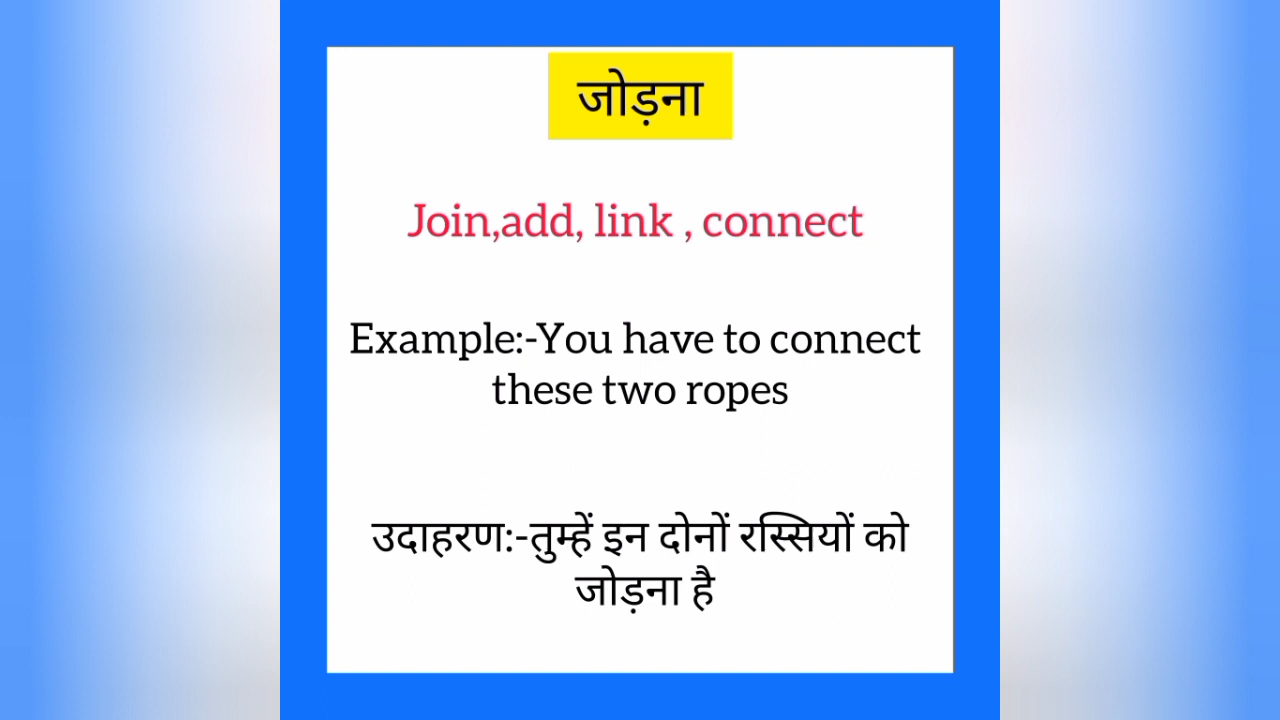 जोड़ना
Join,add, link , connect
Example:-You have to connect
these two ropes
उदाहरण:-तुम्हें इन दोनों रस्सियों को
जोड़ना है